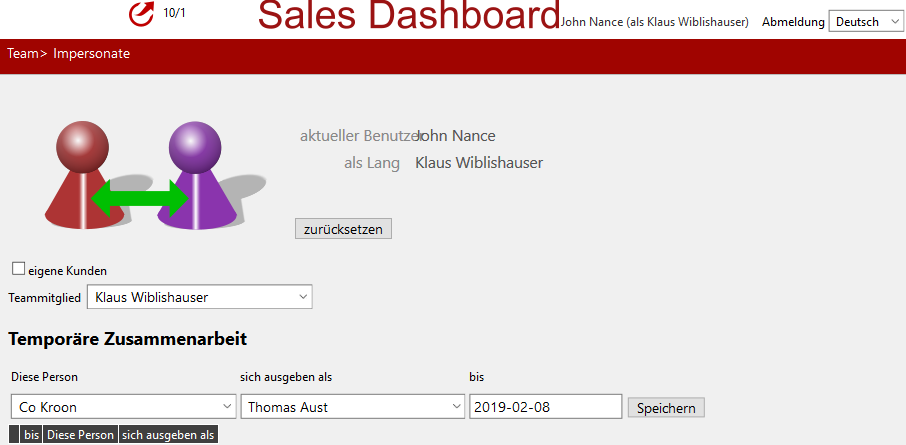 10/1
Sales Dashboard
John Nance (als Klaus Wiblishauser) Abmeldung Deutsch
Team> Impersonate
aktueller Benutzer John Nance
als Lang Klaus Wiblishauser
zurücksetzen
eigene Kunden
Teammitglied Klaus Wiblishauser
Temporäre Zusammenarbeit
Diese Person sich ausgeben als bis
Co Kroon Thomas Aust 2019-02-08 Speichern
bis Diese Person sich ausgeben als